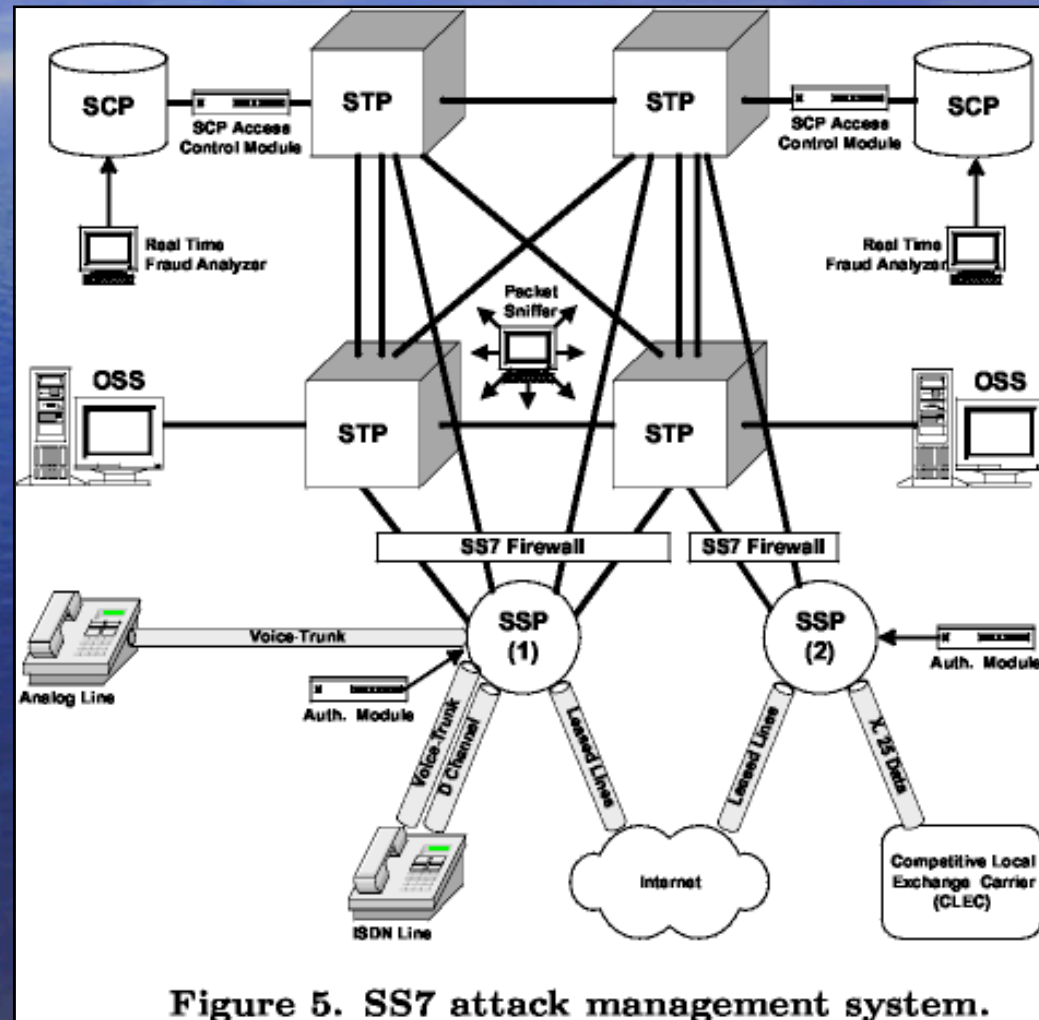 SCP
SCP Access
Control Module
STP
STP
SCP Access
Control Module
SCP
Real Time
Fraud Analyzer
Real Time
Fraud Analyzer
Packet
Sniffer
OSS
STP
STP
OSS
SS7 Firewall
SS7 Firewall
Analog Line
Voice-Trunk
SSP
(1)
SSP
(2)
Auth. Module
Auth. Module
Voice-Trunk
D Channel
Leased Lines
Leased Lines
X. 25 Data
ISDN Line
Internet
Competitive Local
Exchange Carrier
(CLEC)
Figure 5. SS7 attack management system.